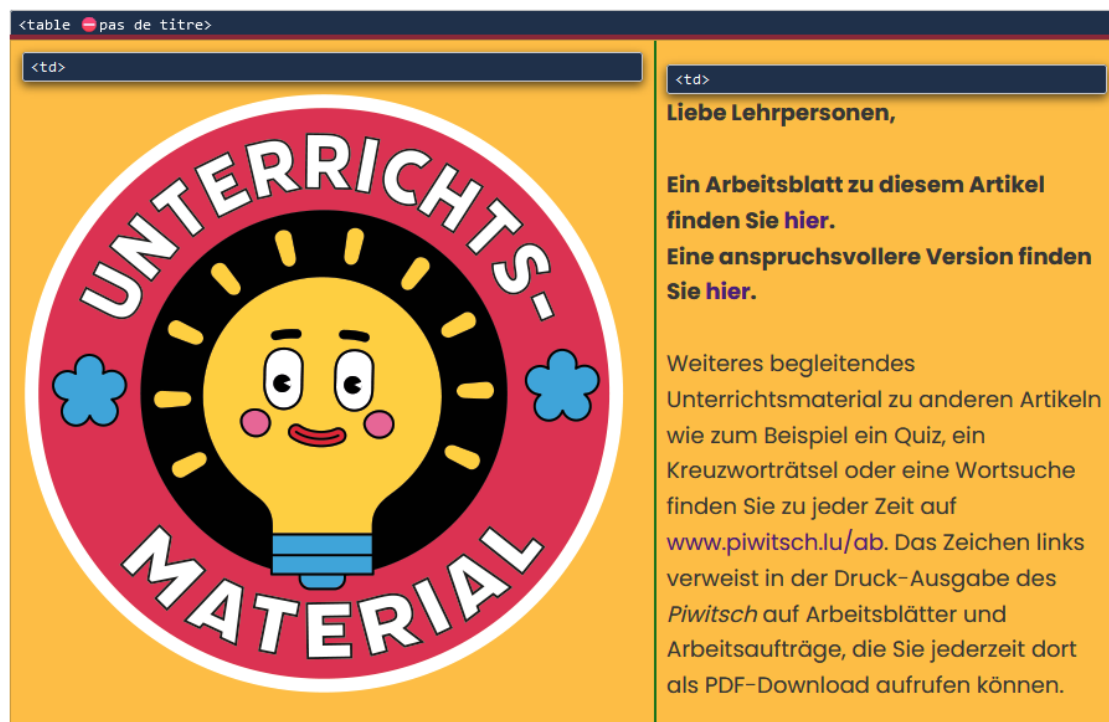 <table ⛔pas de titre>
<td>
UNTERRICHTS-
MATERIAL
<td>
Liebe Lehrpersonen,
Ein Arbeitsblatt zu diesem Artikel
finden Sie hier.
Eine anspruchsvollere Version finden
Sie hier.
Weiteres begleitendes
Unterrichtsmaterial zu anderen Artikeln
wie zum Beispiel ein Quiz, ein
Kreuzworträtsel oder eine Wortsuche
finden Sie zu jeder Zeit auf
www.piwitsch.lu/ab. Das Zeichen links
verweist in der Druck-Ausgabe des
Piwitsch auf Arbeitsblätter und
Arbeitsaufträge, die Sie jederzeit dort
als PDF-Download aufrufen können.